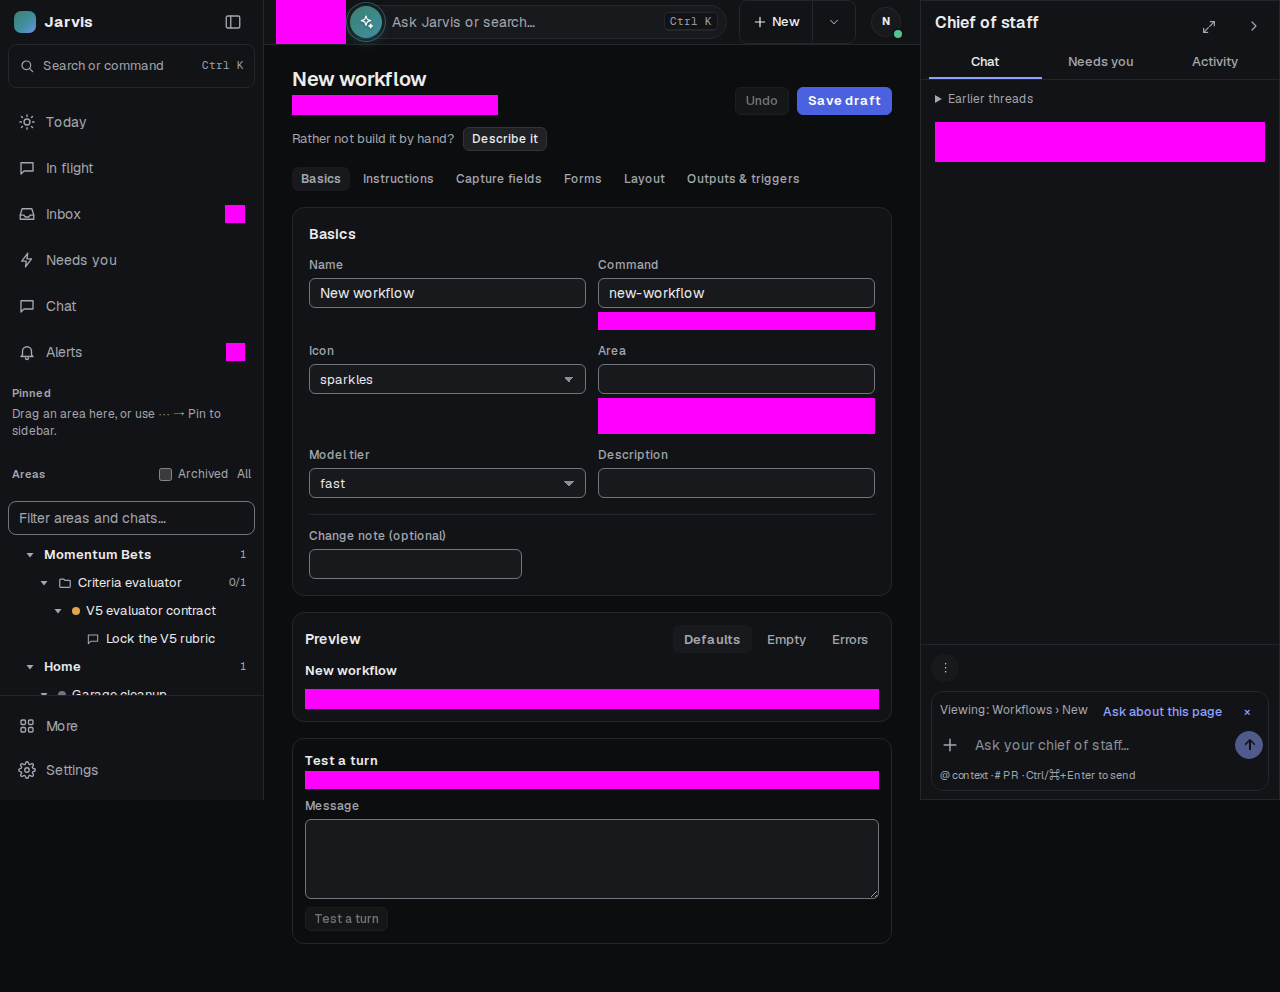 Jarvis
Search or command Ctrl K
Today
In flight
Inbox
Needs you
Chat
Alerts
Pinned
Drag an area here, or use ··· → Pin to
sidebar.
Areas Archived All
Filter areas and chats…
Momentum Bets 1
Criteria evaluator 0/1
V5 evaluator contract
Lock the V5 rubric
Home 1
Garage cleanup
More
Settings
Ask Jarvis or search… Ctrl K
New
N
New workflow
Undo Save draft
Rather not build it by hand? Describe it
Basics Instructions Capture fields Forms Layout Outputs & triggers
Basics
Name Command
New workflow new-workflow
Icon Area
sparkles
Model tier Description
fast
Change note (optional)
Preview Defaults Empty Errors
New workflow
Test a turn
Message
Test a turn
Chief of staff
Chat Needs you Activity
Earlier threads
Viewing: Workflows › New Ask about this page ×
Ask your chief of staff…
@ context · # PR · Ctrl/⌘+Enter to send